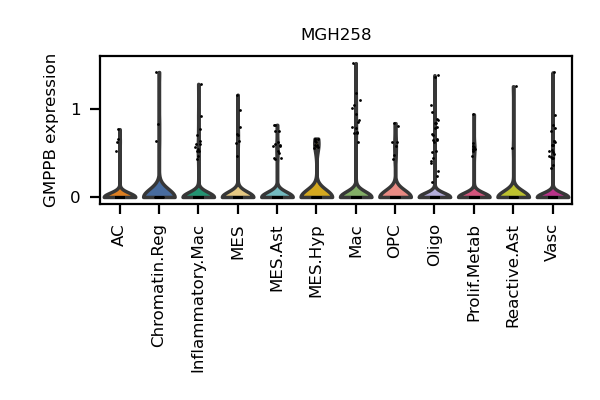 MGH258
GMPPB expression
1
0
AC
Chromatin.Reg
Inflammatory.Mac
MES
MES.Ast
MES.Hyp
Mac
OPC
Oligo
Prolif.Metab
Reactive.Ast
Vasc